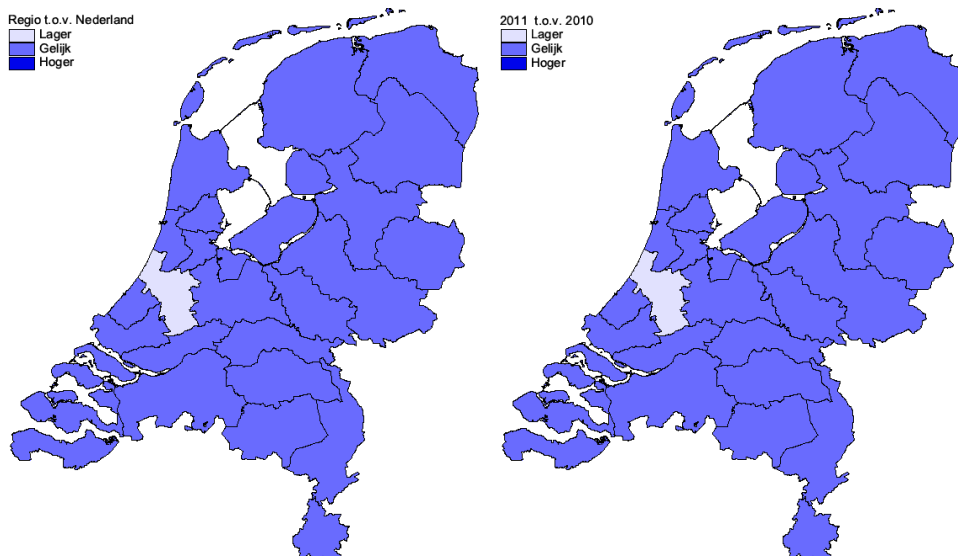 Regio t.o.v. Nederland
Lager
Gelijk
Hoger
2011 t.o.v. 2010
Lager
Gelijk
Hoger